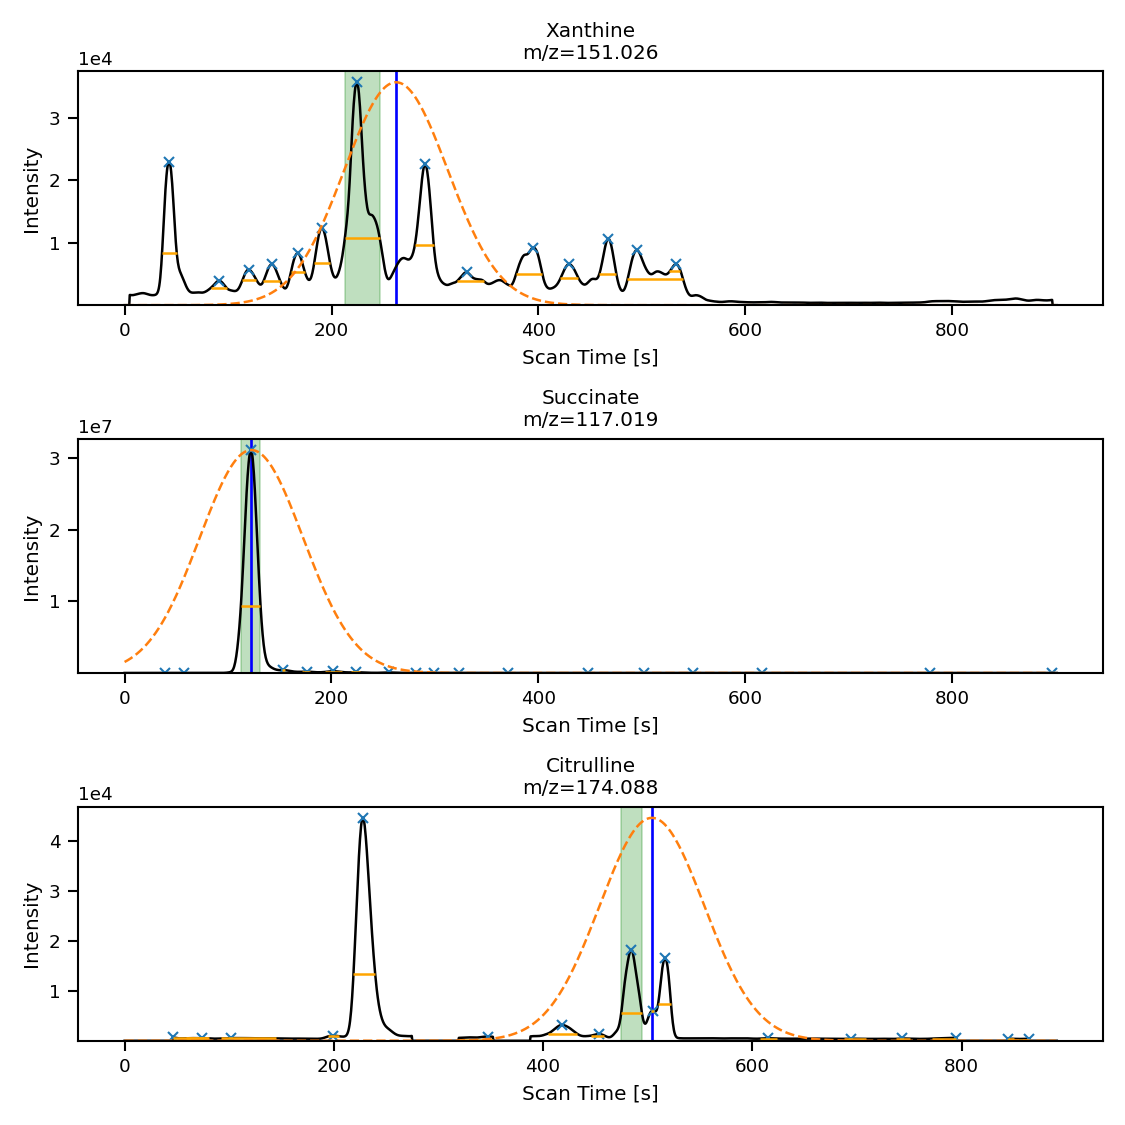 Xanthine
m/z=151.026
1e4
3
2
1
Intensity
0 200 400 600 800
Scan Time [s]
Succinate
m/z=117.019
1e7
3
2
1
Intensity
0 200 400 600 800
Scan Time [s]
Citrulline
m/z=174.088
1e4
4
3
2
1
Intensity
0 200 400 600 800
Scan Time [s]